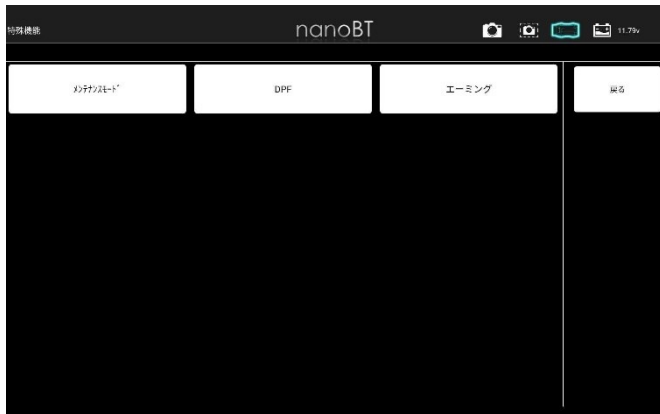 特殊機能
nanoBT
11.79v
ﾒﾝﾃﾅﾝｽﾓｰﾄﾞ
DPF
エーミング
戻る